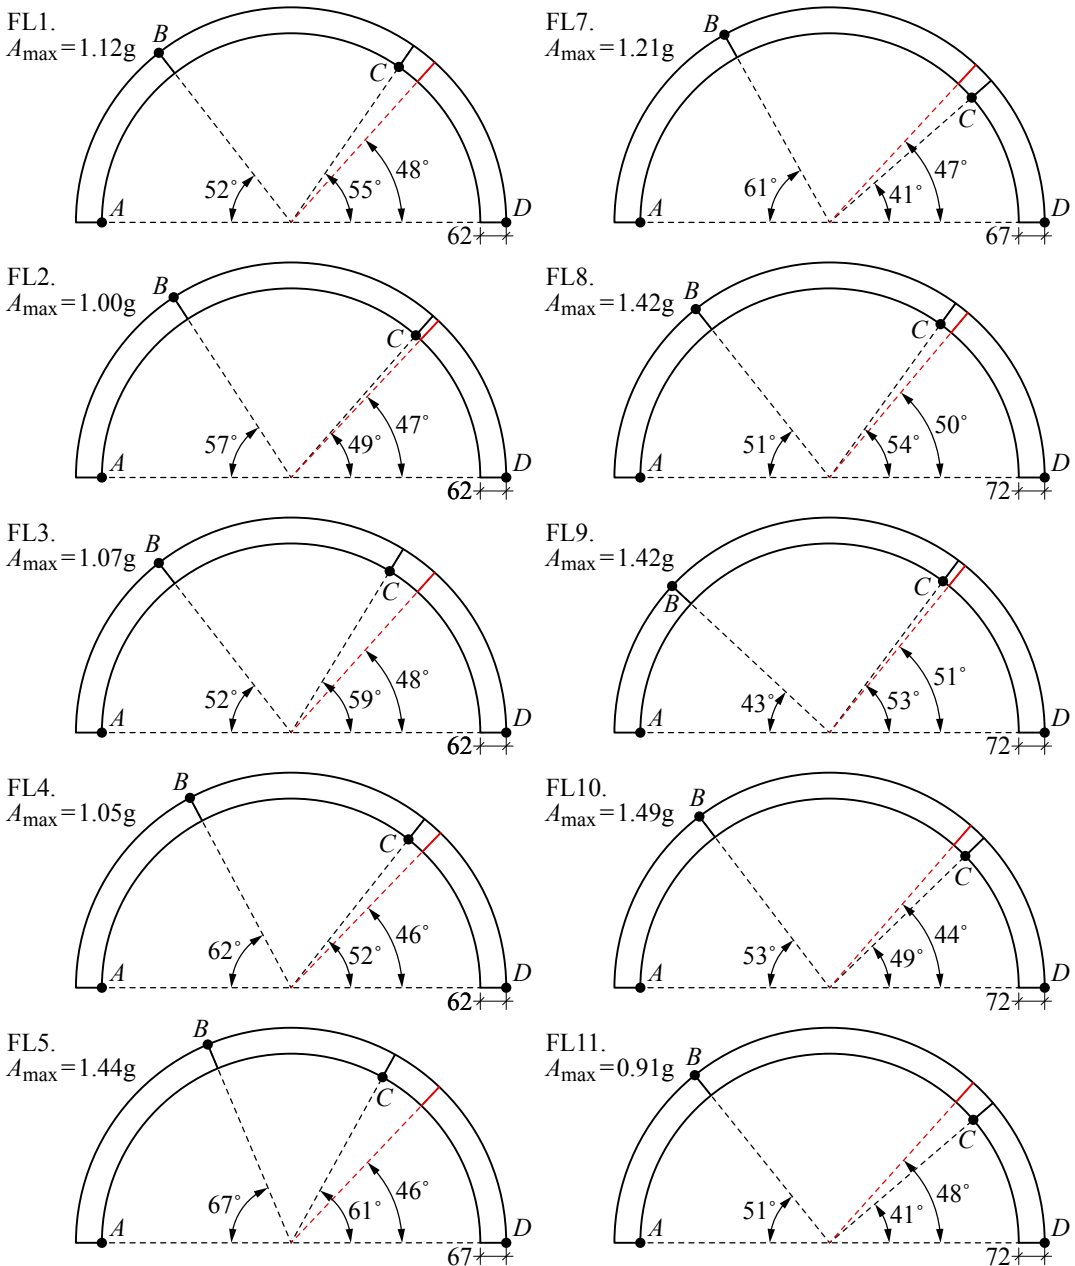 FL1.
Amax=1.12g
B
C
52°
55°
48°
A
D
62
FL2.
Amax=1.00g
B
C
57°
49°
47°
A
D
62
FL3.
Amax=1.07g
B
C
52°
59°
48°
A
D
62
FL4.
Amax=1.05g
B
C
62°
52°
46°
A
D
62
FL5.
Amax=1.44g
B
C
67°
61°
46°
A
D
67
FL7.
Amax=1.21g
B
C
61°
41°
47°
A
D
67
FL8.
Amax=1.42g
B
C
51°
54°
50°
A
D
72
FL9.
Amax=1.42g
B
C
43°
53°
51°
A
D
72
FL10.
Amax=1.49g
B
C
53°
49°
44°
A
D
72
FL11.
Amax=0.91g
B
C
51°
41°
48°
A
D
72